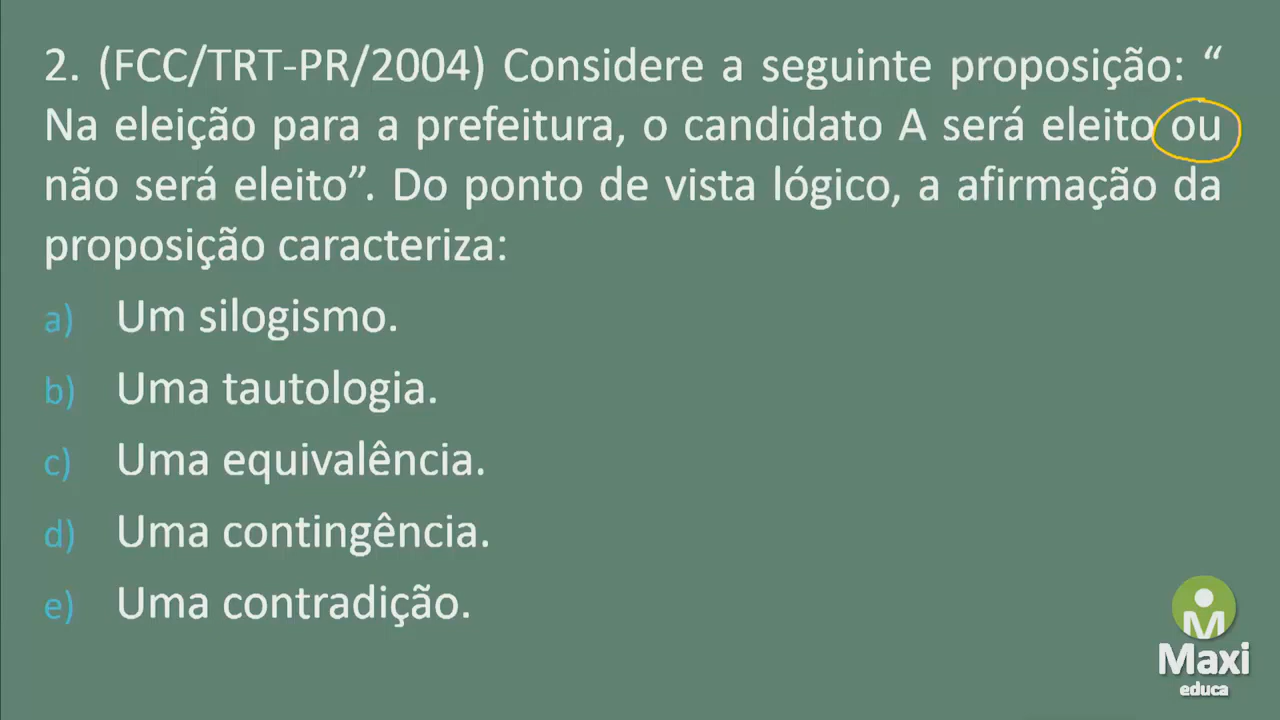 2. (FCC/TRT-PR/2004) Considere a seguinte proposição: “
Na eleição para a prefeitura, o candidato A será eleito ou
não será eleito”. Do ponto de vista lógico, a afirmação da
proposição caracteriza:
a) Um silogismo.
b) Uma tautologia.
c) Uma equivalência.
d) Uma contingência.
e) Uma contradição.
M
Maxi
educa